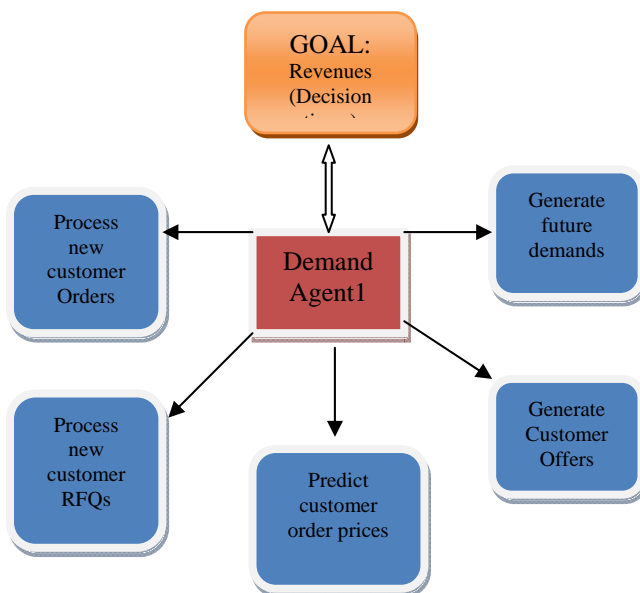 GOAL:
Revenues
(Decision
Process
new
customer
Orders
Demand
Agent1
Generate
future
demands
Process
new
customer
RFQs
Predict
customer
order prices
Generate
Customer
Offers